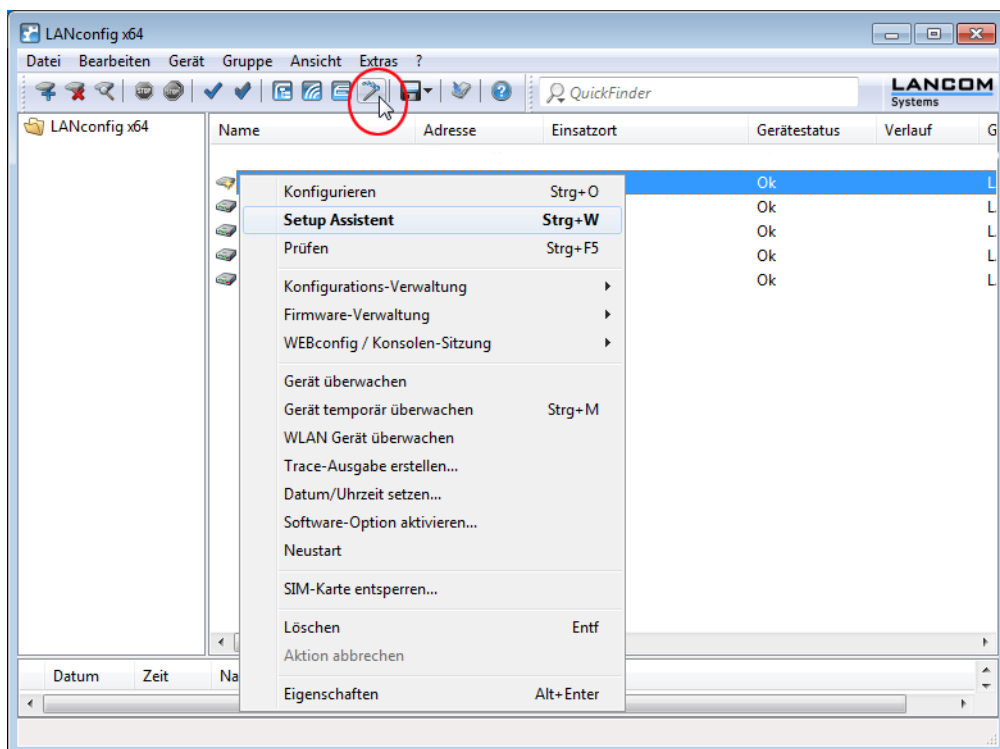 LANconfig x64
Datei Bearbeiten Gerät Gruppe Ansicht Extras ?
QuickFinder
LANCOM
Systems
LANconfig x64
Name Adresse Einsatzort Gerätestatus Verlauf G
Ok L
Ok L
Ok L
Ok L
Ok L
Konfigurieren Strg+O
Setup Assistent Strg+W
Prüfen Strg+F5
Konfigurations-Verwaltung
Firmware-Verwaltung
WEBconfig / Konsolen-Sitzung
Gerät überwachen
Gerät temporär überwachen Strg+M
WLAN Gerät überwachen
Trace-Ausgabe erstellen...
Datum/Uhrzeit setzen...
Software-Option aktivieren...
Neustart
SIM-Karte entsperren...
Löschen Entf
Aktion abbrechen
Eigenschaften Alt+Enter
Datum Zeit Na